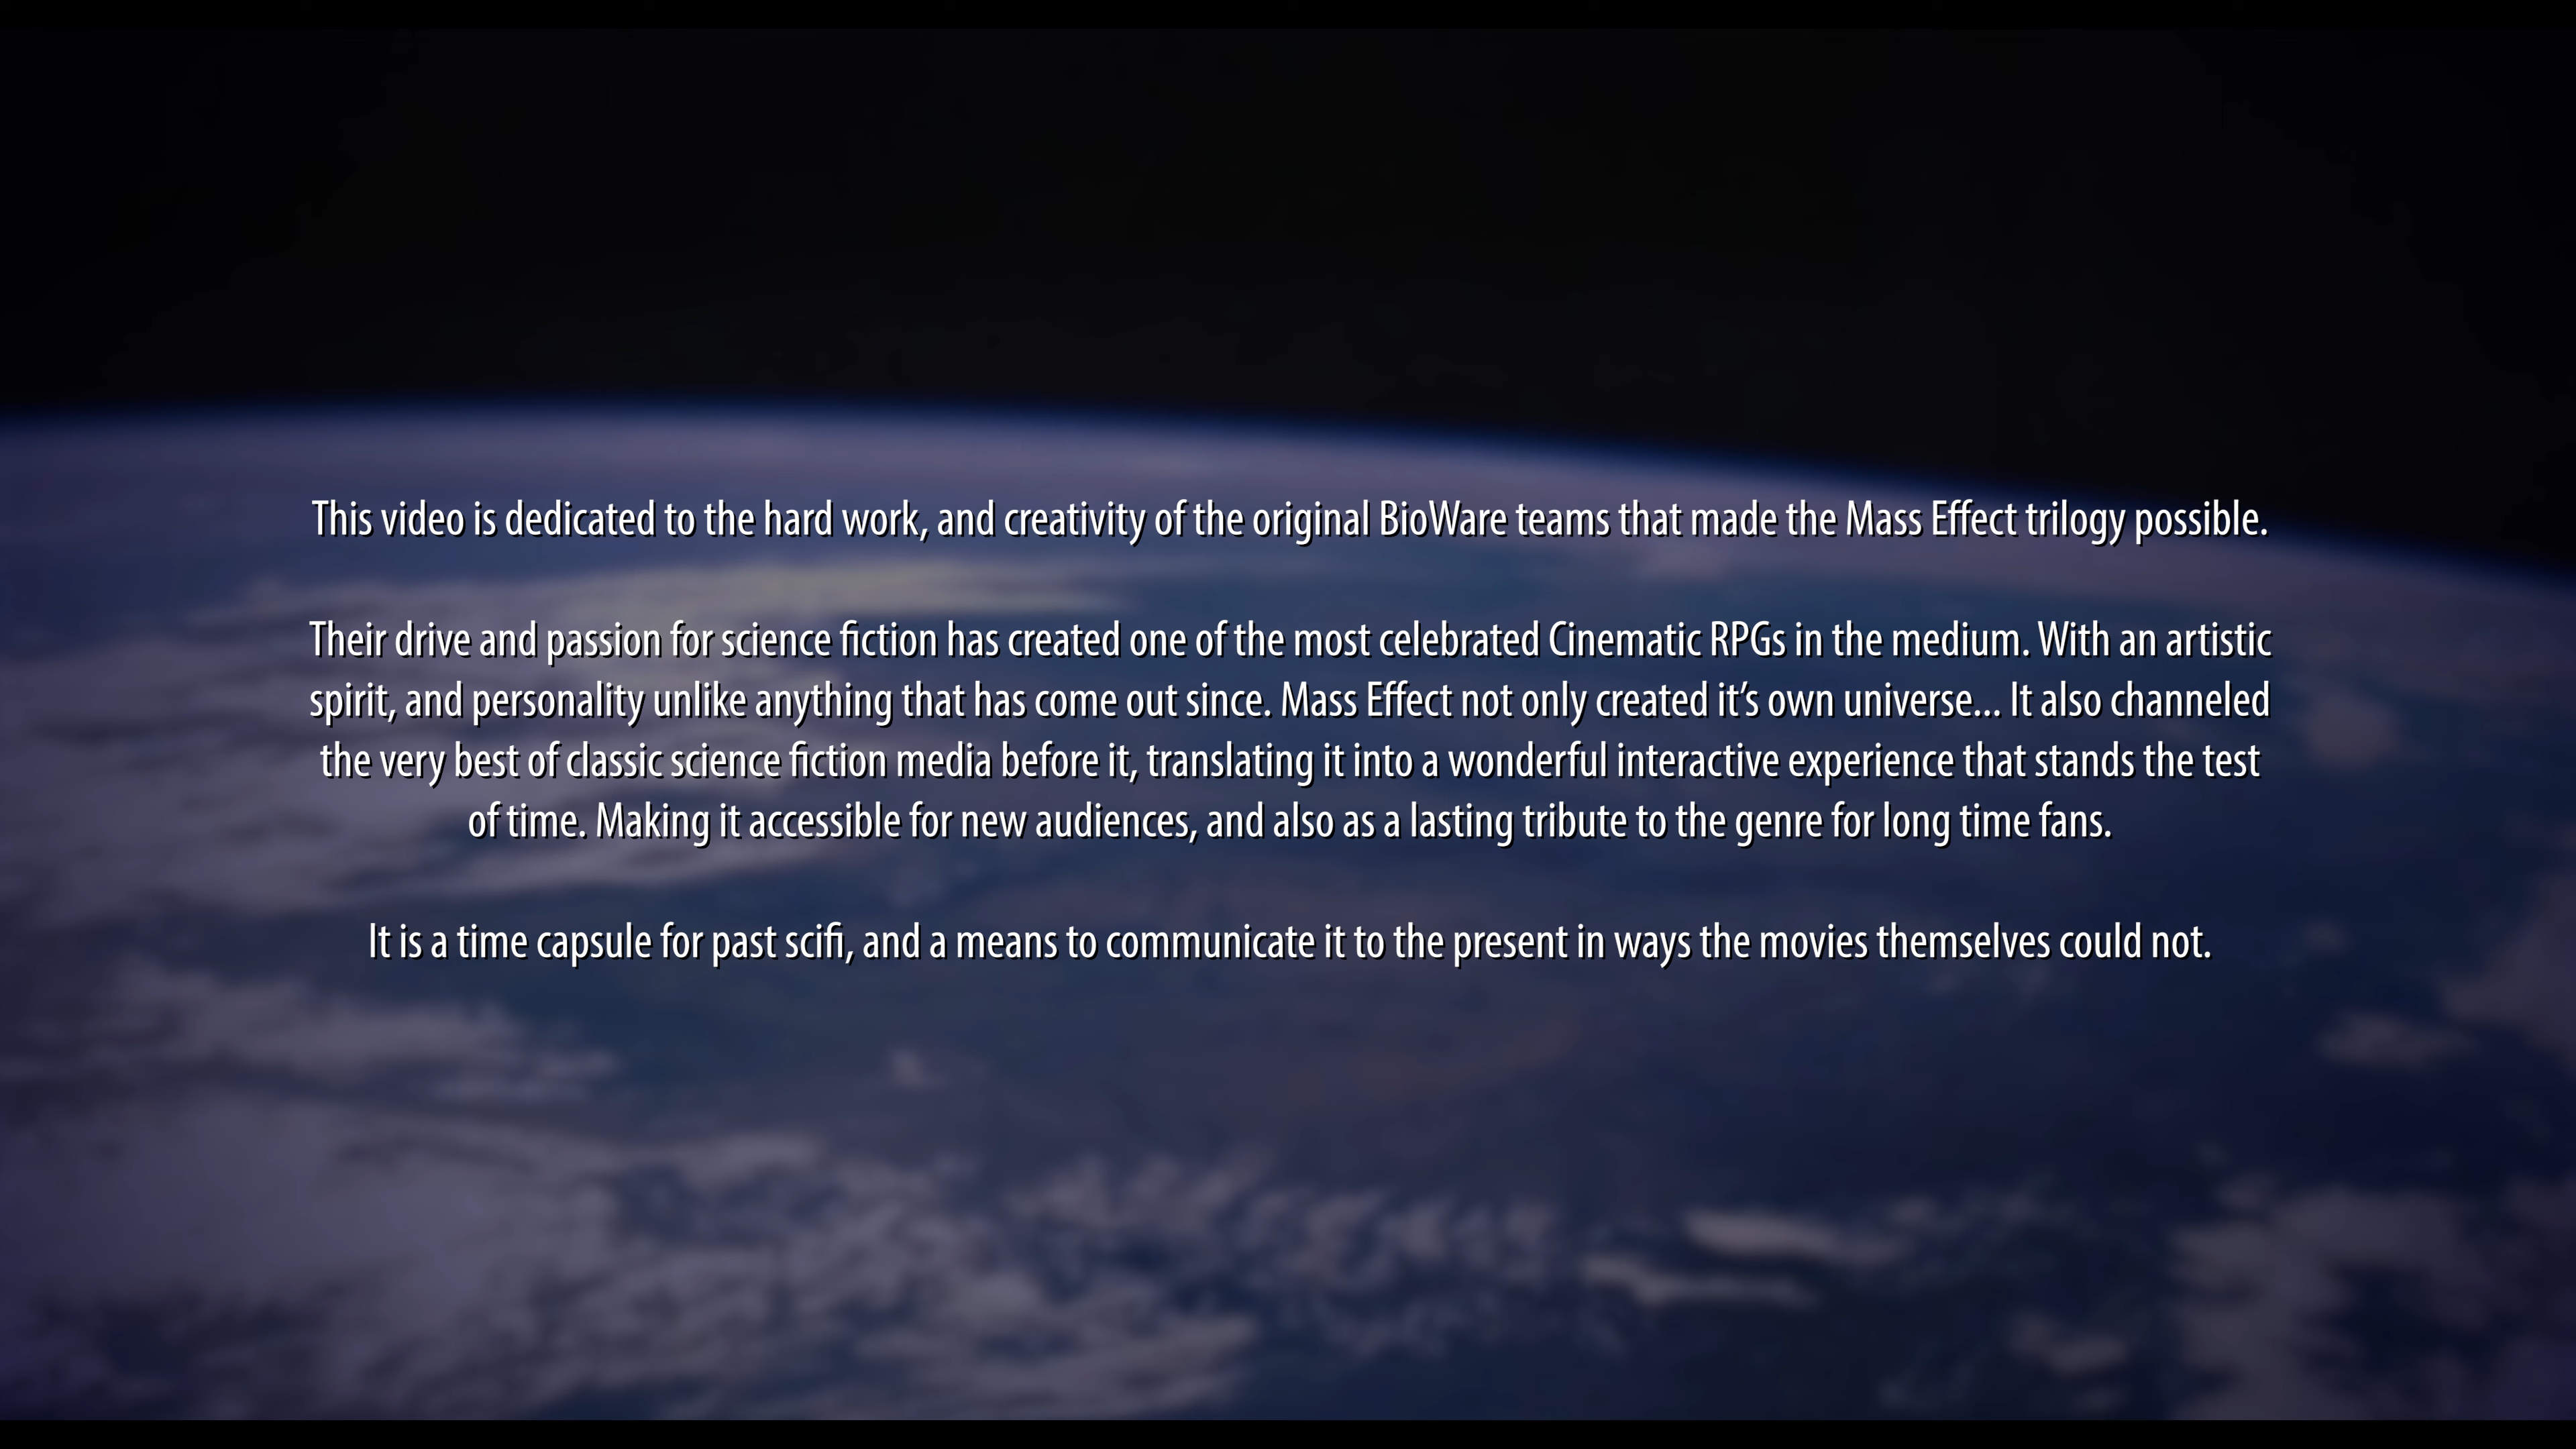 This video is dedicated to the hard work, and creativity of the original BioWare teams that made the Mass Effect trilogy possible.
Their drive and passion for science fiction has created one of the most celebrated Cinematic RPGs in the medium. With an artistic
spirit, and personality unlike anything that has come out since. Mass Effect not only created it’s own universe... It also channeled
the very best of classic science fiction media before it, translating it into a wonderful interactive experience that stands the test
of time. Making it accessible for new audiences, and also as a lasting tribute to the genre for long time fans.
It is a time capsule for past scifi, and a means to communicate it to the present in ways the movies themselves could not.